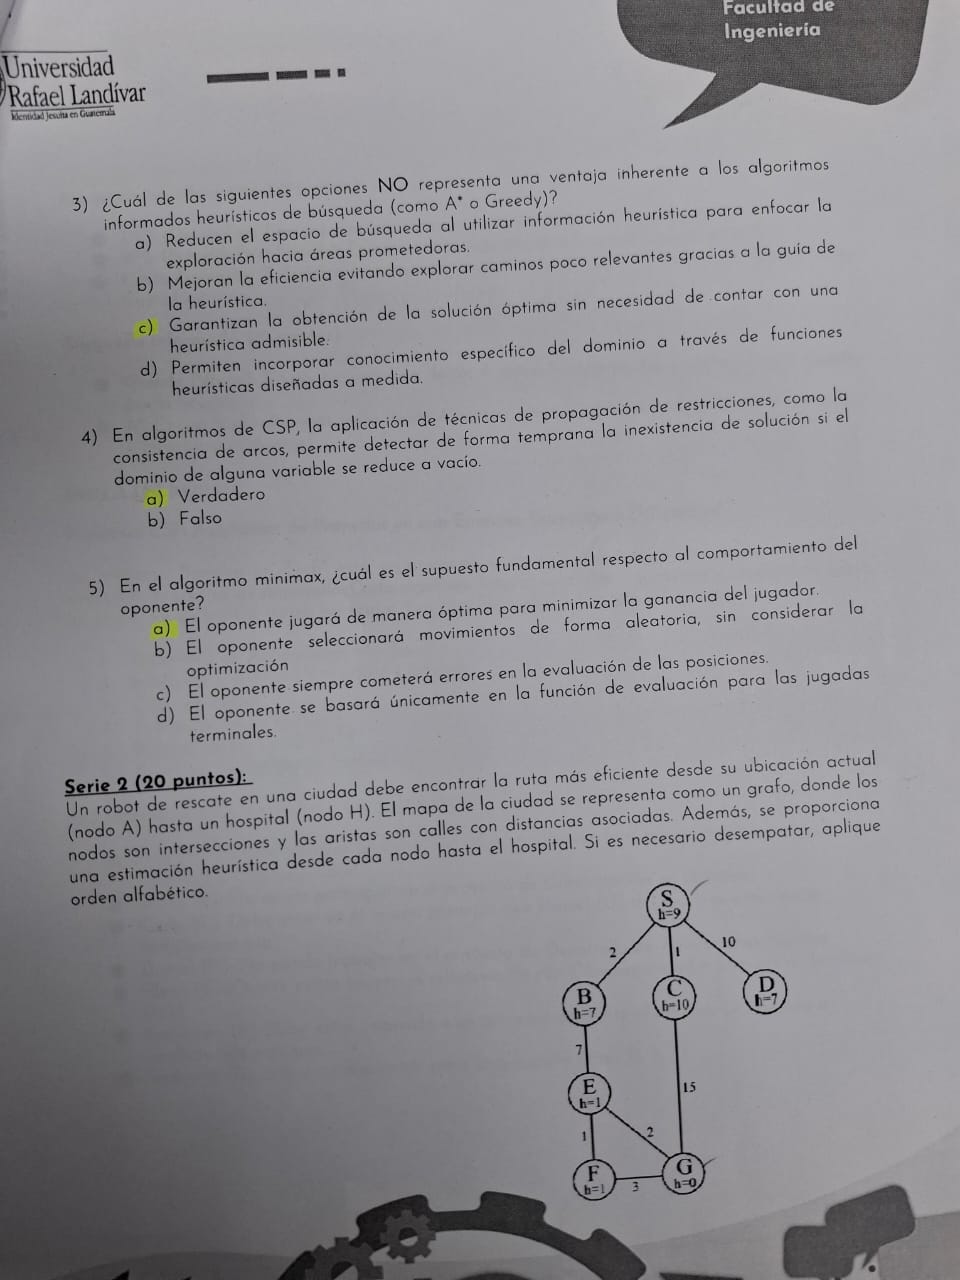 Facultad de
Ingeniería
Universidad
Rafael Landívar
Identidad Jesuita en Guatemala
3) ¿Cuál de las siguientes opciones NO representa una ventaja inherente a los algoritmos
informados heurísticos de búsqueda (como A* o Greedy)?
a) Reducen el espacio de búsqueda al utilizar información heurística para enfocar la
exploración hacia áreas prometedoras.
b) Mejoran la eficiencia evitando explorar caminos poco relevantes gracias a la guía de
la heurística.
c) Garantizan la obtención de la solución óptima sin necesidad de contar con una
heurística admisible.
d) Permiten incorporar conocimiento específico del dominio a través de funciones
heurísticas diseñadas a medida.
4) En algoritmos de CSP, la aplicación de técnicas de propagación de restricciones, como la
consistencia de arcos, permite detectar de forma temprana la inexistencia de solución si el
dominio de alguna variable se reduce a vacío.
a) Verdadero
b) Falso
5) En el algoritmo minimax, ¿cuál es el supuesto fundamental respecto al comportamiento del
oponente?
a) El oponente jugará de manera óptima para minimizar la ganancia del jugador.
b) El oponente seleccionará movimientos de forma aleatoria, sin considerar la
optimización
c) El oponente siempre cometerá errores en la evaluación de las posiciones.
d) El oponente se basará únicamente en la función de evaluación para las jugadas
terminales.
Serie 2 (20 puntos):
Un robot de rescate en una ciudad debe encontrar la ruta más eficiente desde su ubicación actual
(nodo A) hasta un hospital (nodo H). El mapa de la ciudad se representa como un grafo, donde los
nodos son intersecciones y las aristas son calles con distancias asociadas. Además, se proporciona
una estimación heurística desde cada nodo hasta el hospital. Si es necesario desempatar, aplique
orden alfabético.
S
h=9
2
1
10
B
h=7
C
h=10
D
h=7
7
E
h=1
15
1
2
F
h=1
3
G
h=0